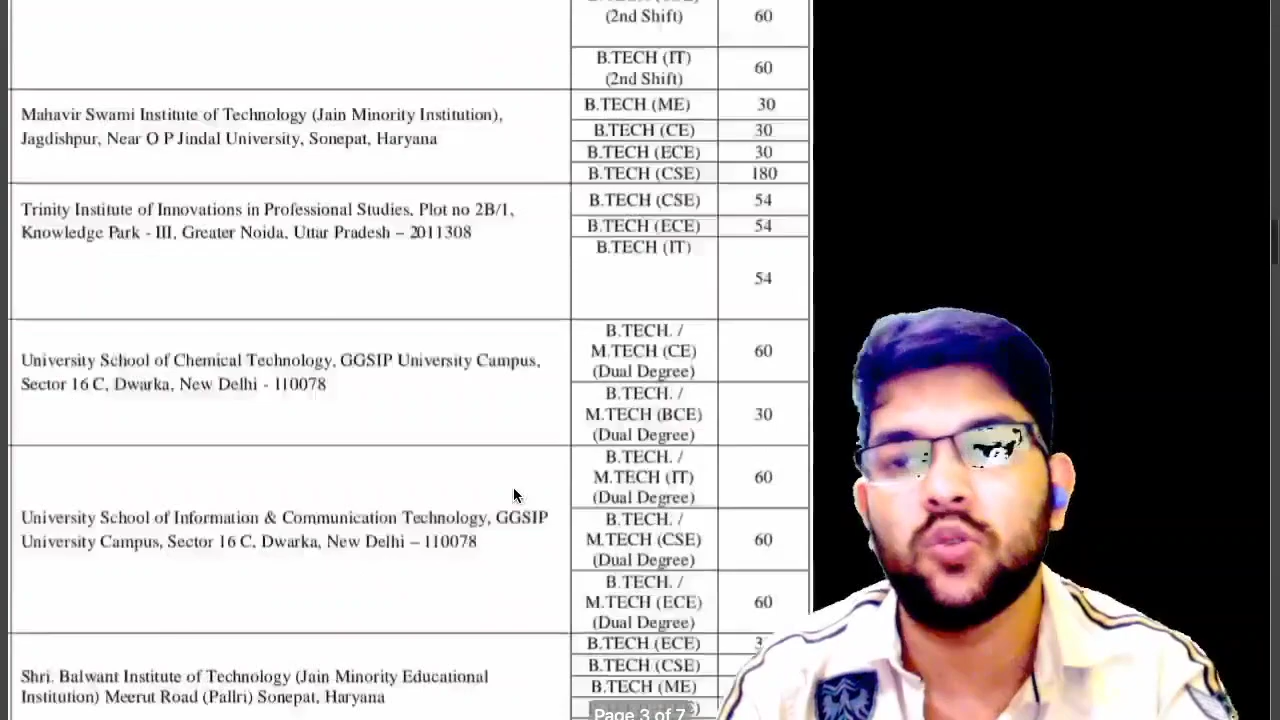 (2nd Shift)
60
B.TECH (IT)
(2nd Shift)
60
Mahavir Swami Institute of Technology (Jain Minority Institution),
Jagdishpur, Near O P Jindal University, Sonepat, Haryana
B.TECH (ME)
30
B.TECH (CE)
30
B.TECH (ECE)
30
B.TECH (CSE)
180
Trinity Institute of Innovations in Professional Studies, Plot no 2B/1,
Knowledge Park - III, Greater Noida, Uttar Pradesh – 2011308
B.TECH (CSE)
54
B.TECH (ECE)
54
B.TECH (IT)
54
University School of Chemical Technology, GGSIP University Campus,
Sector 16 C, Dwarka, New Delhi - 110078
B.TECH. /
M.TECH (CE)
(Dual Degree)
60
B.TECH. /
M.TECH (BCE)
(Dual Degree)
30
University School of Information & Communication Technology, GGSIP
University Campus, Sector 16 C, Dwarka, New Delhi – 110078
B.TECH. /
M.TECH (IT)
(Dual Degree)
60
B.TECH. /
M.TECH (CSE)
(Dual Degree)
60
B.TECH. /
M.TECH (ECE)
(Dual Degree)
60
Shri. Balwant Institute of Technology (Jain Minority Educational
Institution) Meerut Road (Pallri) Sonepat, Haryana
B.TECH (ECE)
B.TECH (CSE)
B.TECH (ME)
Page 3 of 7